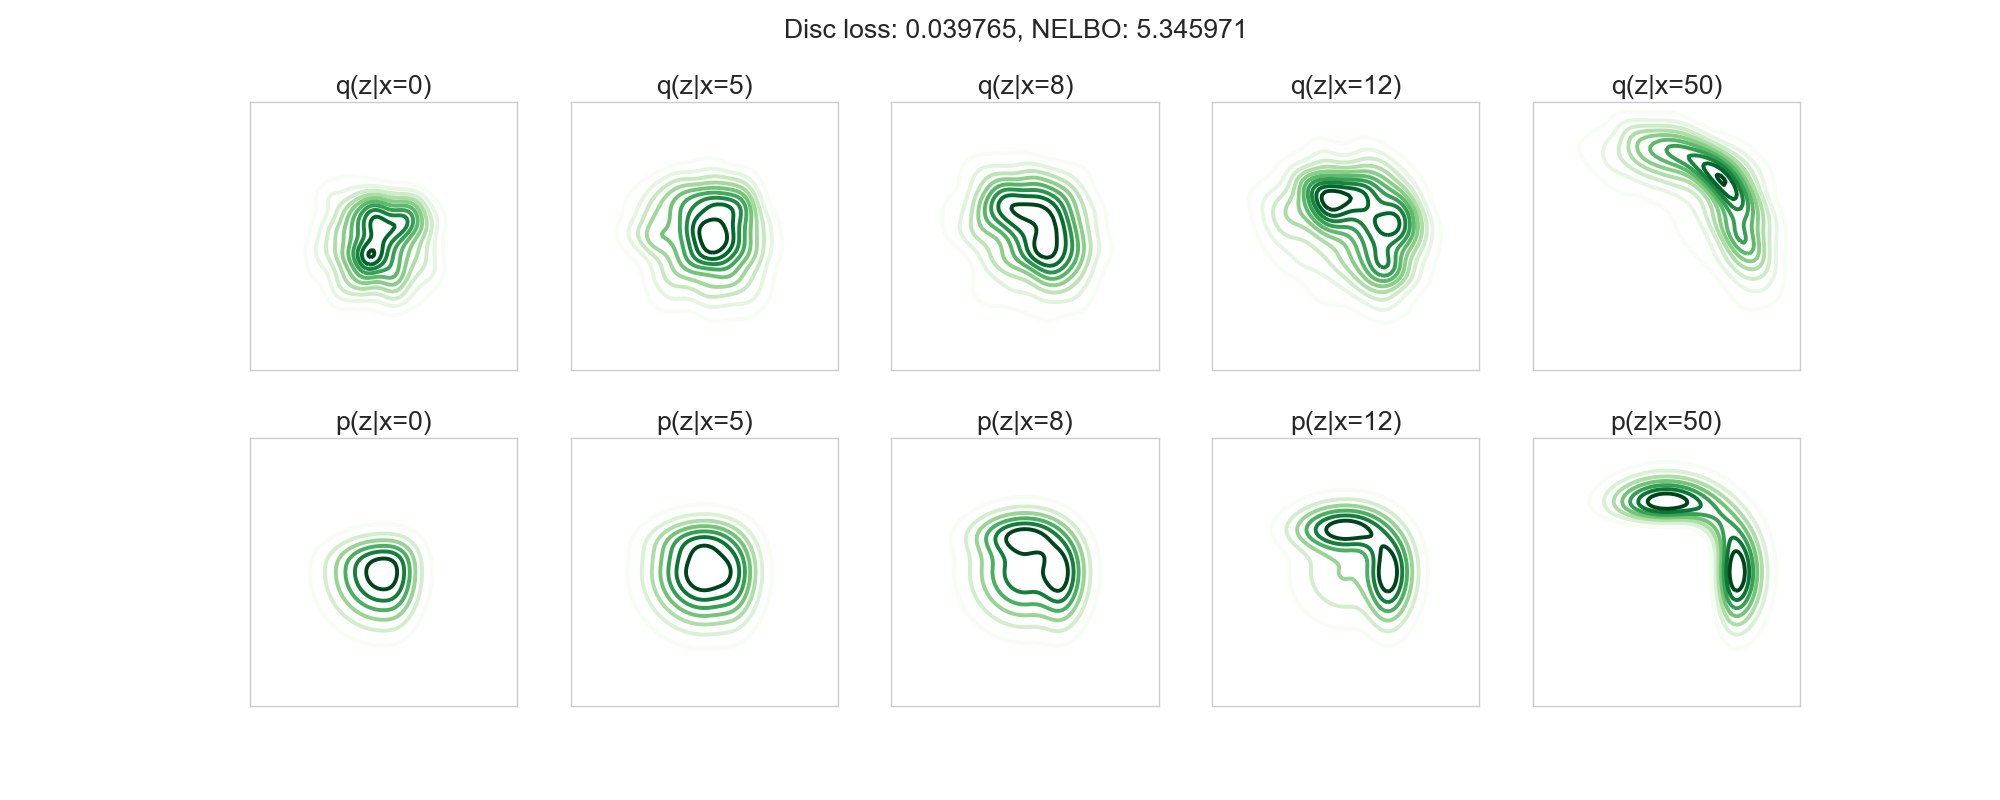 Disc loss: 0.039765, NELBO: 5.345971
q(z|x=0) q(z|x=5) q(z|x=8) q(z|x=12) q(z|x=50)
p(z|x=0) p(z|x=5) p(z|x=8) p(z|x=12) p(z|x=50)